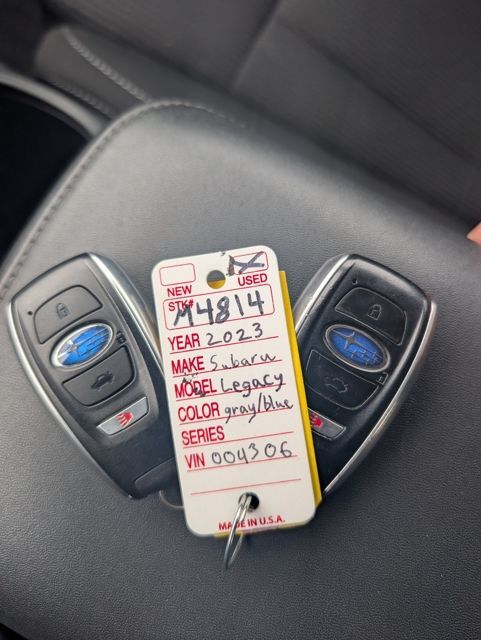 NEW USED
STK# M4814
YEAR 2023
MAKE Subaru
MODEL Legacy
COLOR gray/blue
SERIES
VIN 004306
MADE IN U.S.A.